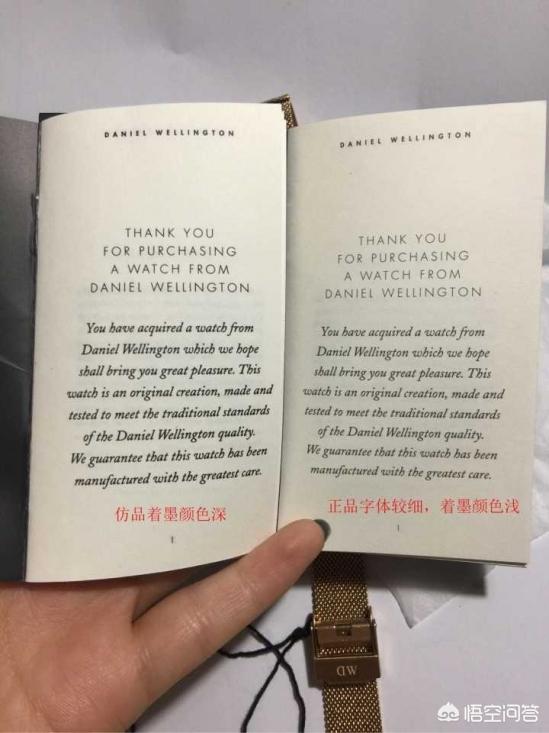 DANIEL WELLINGTON
THANK YOU
FOR PURCHASING
A WATCH FROM
DANIEL WELLINGTON
You have acquired a watch from
Daniel Wellington which we hope
shall bring you great pleasure. This
watch is an original creation, made and
tested to meet the traditional standards
of the Daniel Wellington quality.
We guarantee that this watch has been
manufactured with the greatest care.
仿品着墨颜色深
1
DANIEL WELLINGTON
THANK YOU
FOR PURCHASING
A WATCH FROM
DANIEL WELLINGTON
You have acquired a watch from
Daniel Wellington which we hope
shall bring you great pleasure. This
watch is an original creation, made and
tested to meet the traditional standards
of the Daniel Wellington quality.
We guarantee that this watch has been
manufactured with the greatest care.
正品字体较细，着墨颜色浅
1
DW
悟空问答